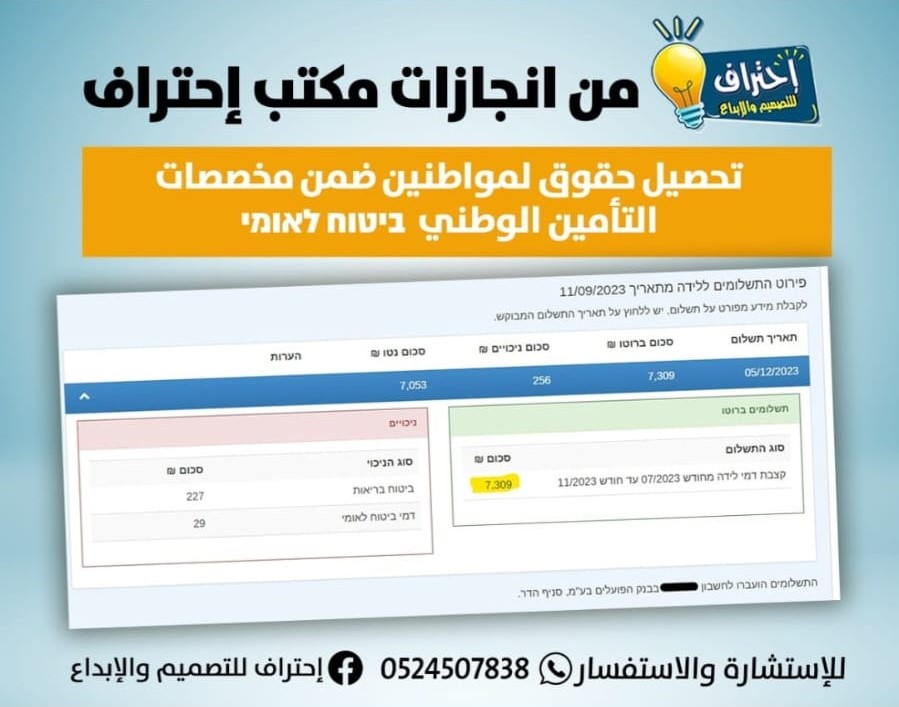 إحتراف
للتصميم والإبداع
من انجازات مكتب إحتراف
تحصيل حقوق لمواطنين ضمن مخصصات
التأمين الوطني ביטוח לאומי
פירוט התשלומים ללידה מתאריך 11/09/2023
לקבלת מידע מפורט על תשלום, יש ללחוץ על תאריך התשלום המבוקש.
תאריך תשלום סכום ברוטו ₪ סכום ניכויים ₪ סכום נטו ₪ הערות
05/12/2023 7,309 256 7,053
תשלומים ברוטו
סוג התשלום סכום ₪
קצבת דמי לידה מחודש 07/2023 עד חודש 11/2023 7,309
ניכויים
סוג הניכוי סכום ₪
ביטוח בריאות 227
דמי ביטוח לאומי 29
התשלומים הועברו לחשבון בבנק הפועלים בע"מ, סניף הדר.
للإستشارة والاستفسار 0524507838 إحتراف للتصميم والإبداع